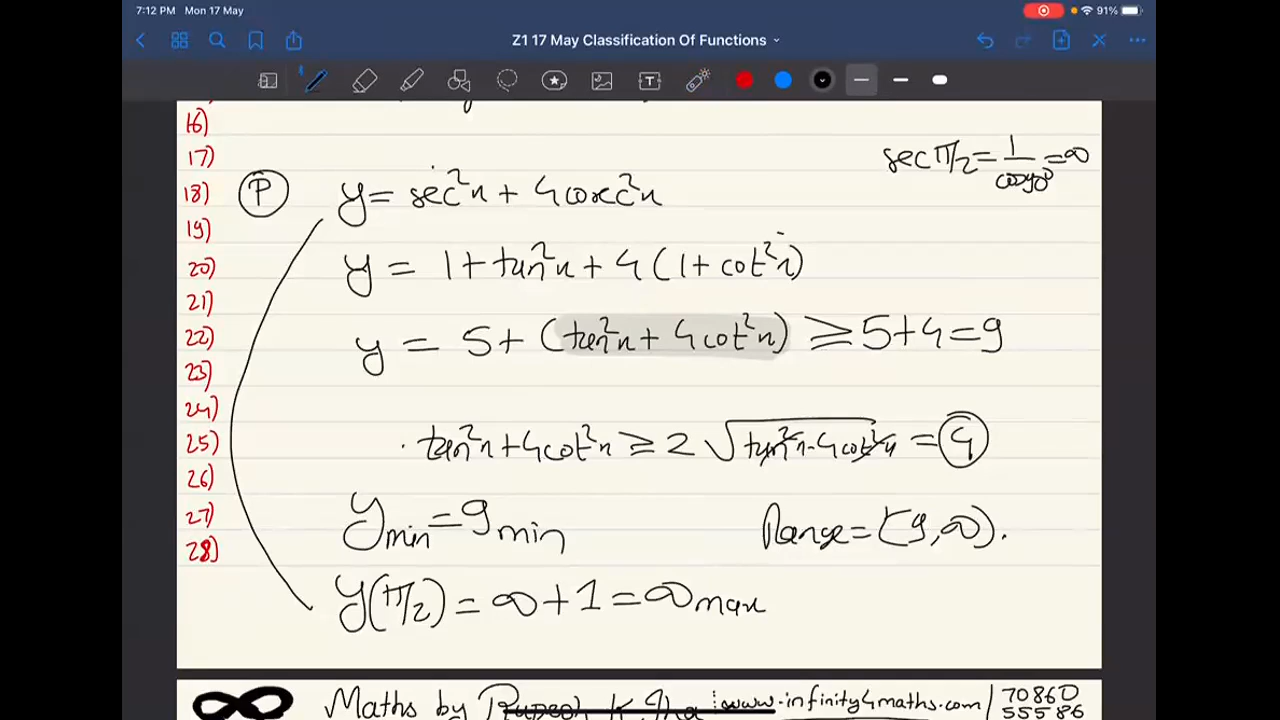 7:12 PM Mon 17 May
91%
Z1 17 May Classification Of Functions
16)
17)
sec π/2 = 1/cos90° = ∞
18)
(P) y = sec²x + 4cosec²x
19)
20) y = 1 + tan²x + 4(1 + cot²x)
21)
22) y = 5 + (tan²x + 4cot²x) ≥ 5+4=9
23)
24)
25) tan²x + 4cot²x ≥ 2√(tan²x·4cot²x) = 4
26)
27) y min = 9 min Range = [9, ∞).
28)
y(π/2) = ∞ + 1 = ∞ max
∞ Maths by K. Jha www.infinity4maths.com / 70860
55586